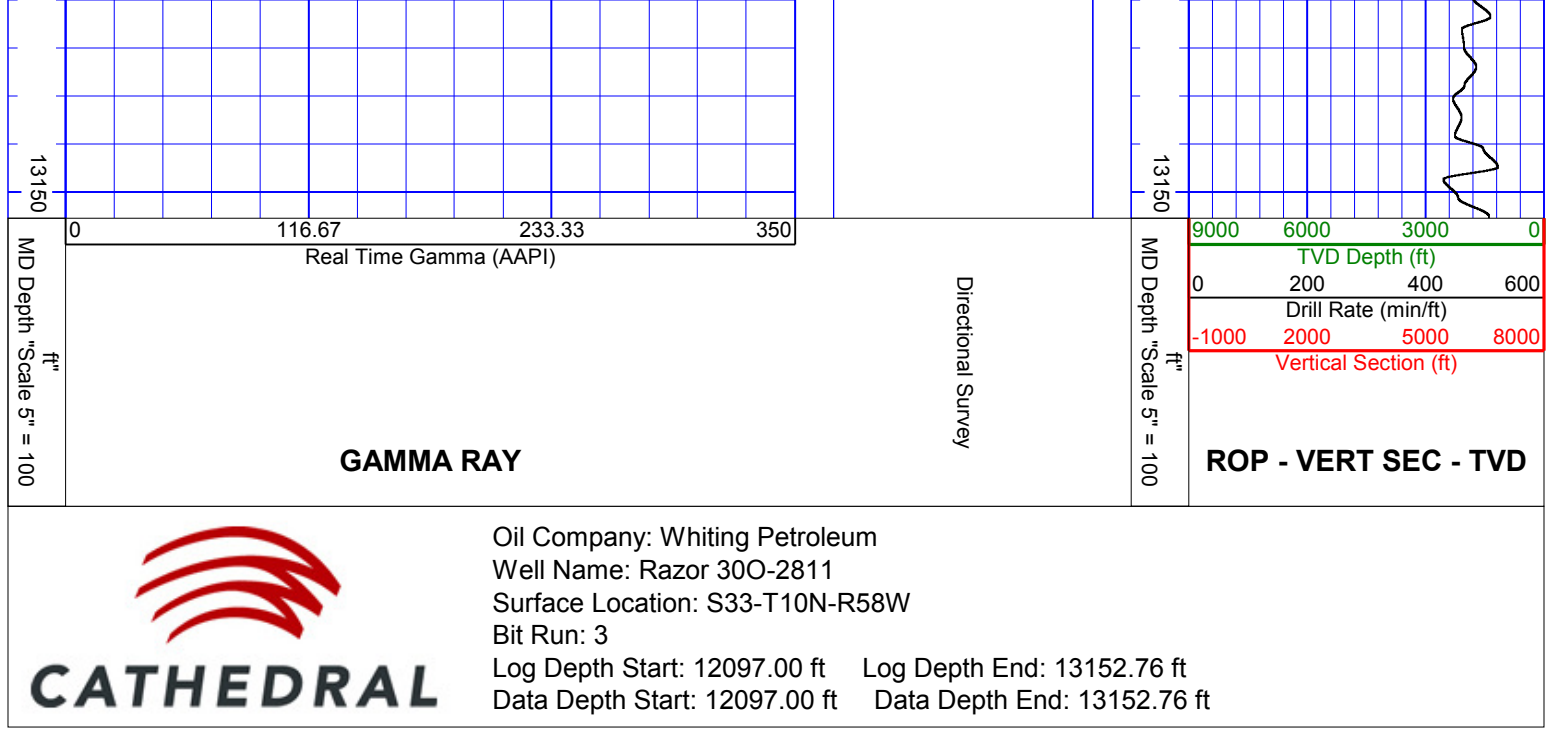 13150
13150
0 116.67 233.33 350
Real Time Gamma (AAPI)
ft"
MD Depth "Scale 5" = 100
GAMMA RAY
Directional Survey
ft"
MD Depth "Scale 5" = 100
9000 6000 3000 0
TVD Depth (ft)
0 200 400 600
Drill Rate (min/ft)
-1000 2000 5000 8000
Vertical Section (ft)
ROP - VERT SEC - TVD
CATHEDRAL
Oil Company: Whiting Petroleum
Well Name: Razor 30O-2811
Surface Location: S33-T10N-R58W
Bit Run: 3
Log Depth Start: 12097.00 ft Log Depth End: 13152.76 ft
Data Depth Start: 12097.00 ft Data Depth End: 13152.76 ft